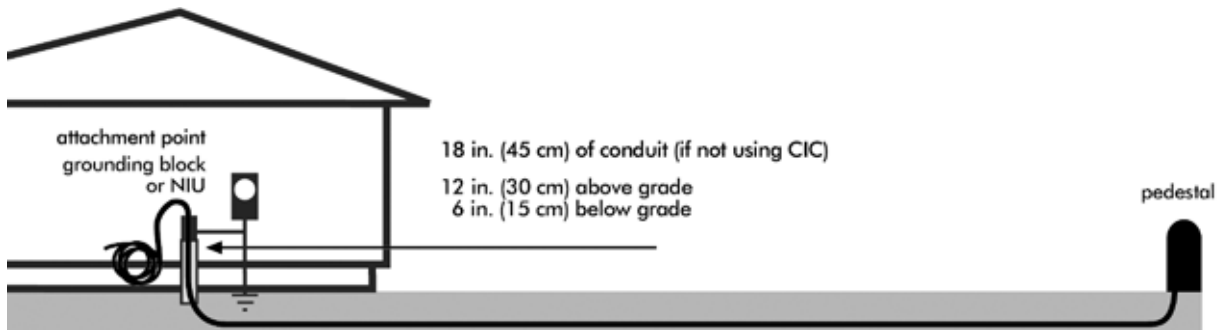 attachment point
grounding block
or NIU
18 in. (45 cm) of conduit (if not using CIC)
12 in. (30 cm) above grade
6 in. (15 cm) below grade
pedestal